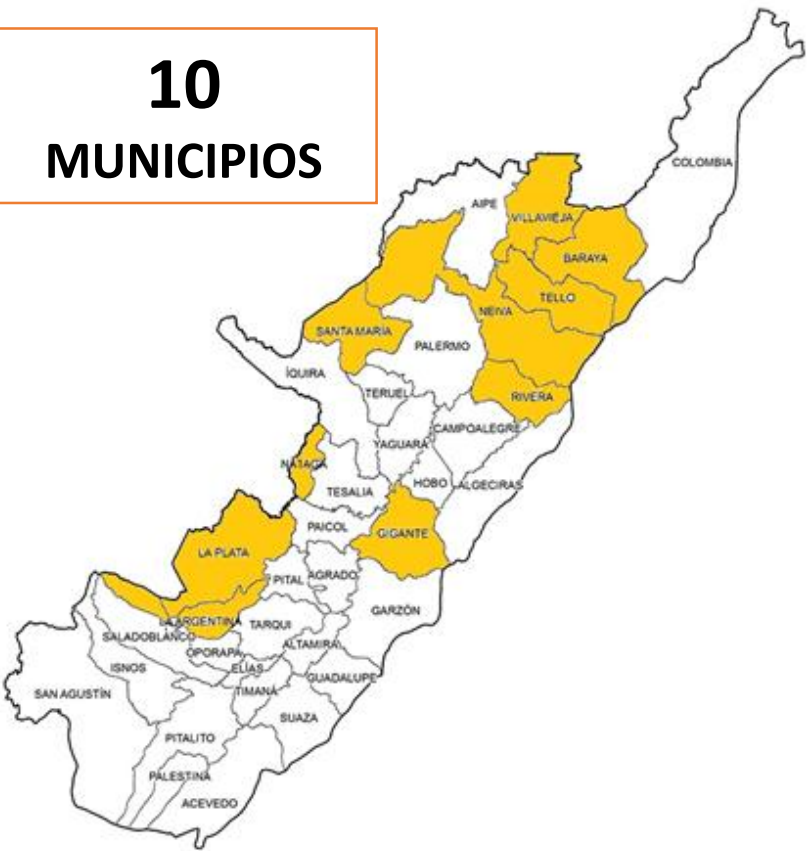 10
MUNICIPIOS
COLOMBIA
AIPE
VILLAVIEJA
BARAYA
TELLO
NEIVA
SANTA MARÍA
PALERMO
ÍQUIRA
TERUEL
RIVERA
CAMPOALEGRE
YAGUARÁ
NÁTAGA
TESALIA
HOBO
ALGECIRAS
PAICOL
GIGANTE
LA PLATA
PITAL
AGRADO
GARZÓN
LA ARGENTINA
TARQUI
SALADOBLANCO
OPORAPA
ALTAMIRA
ISNOS
ELÍAS
GUADALUPE
SAN AGUSTÍN
TIMANÁ
SUAZA
PITALITO
PALESTINA
ACEVEDO